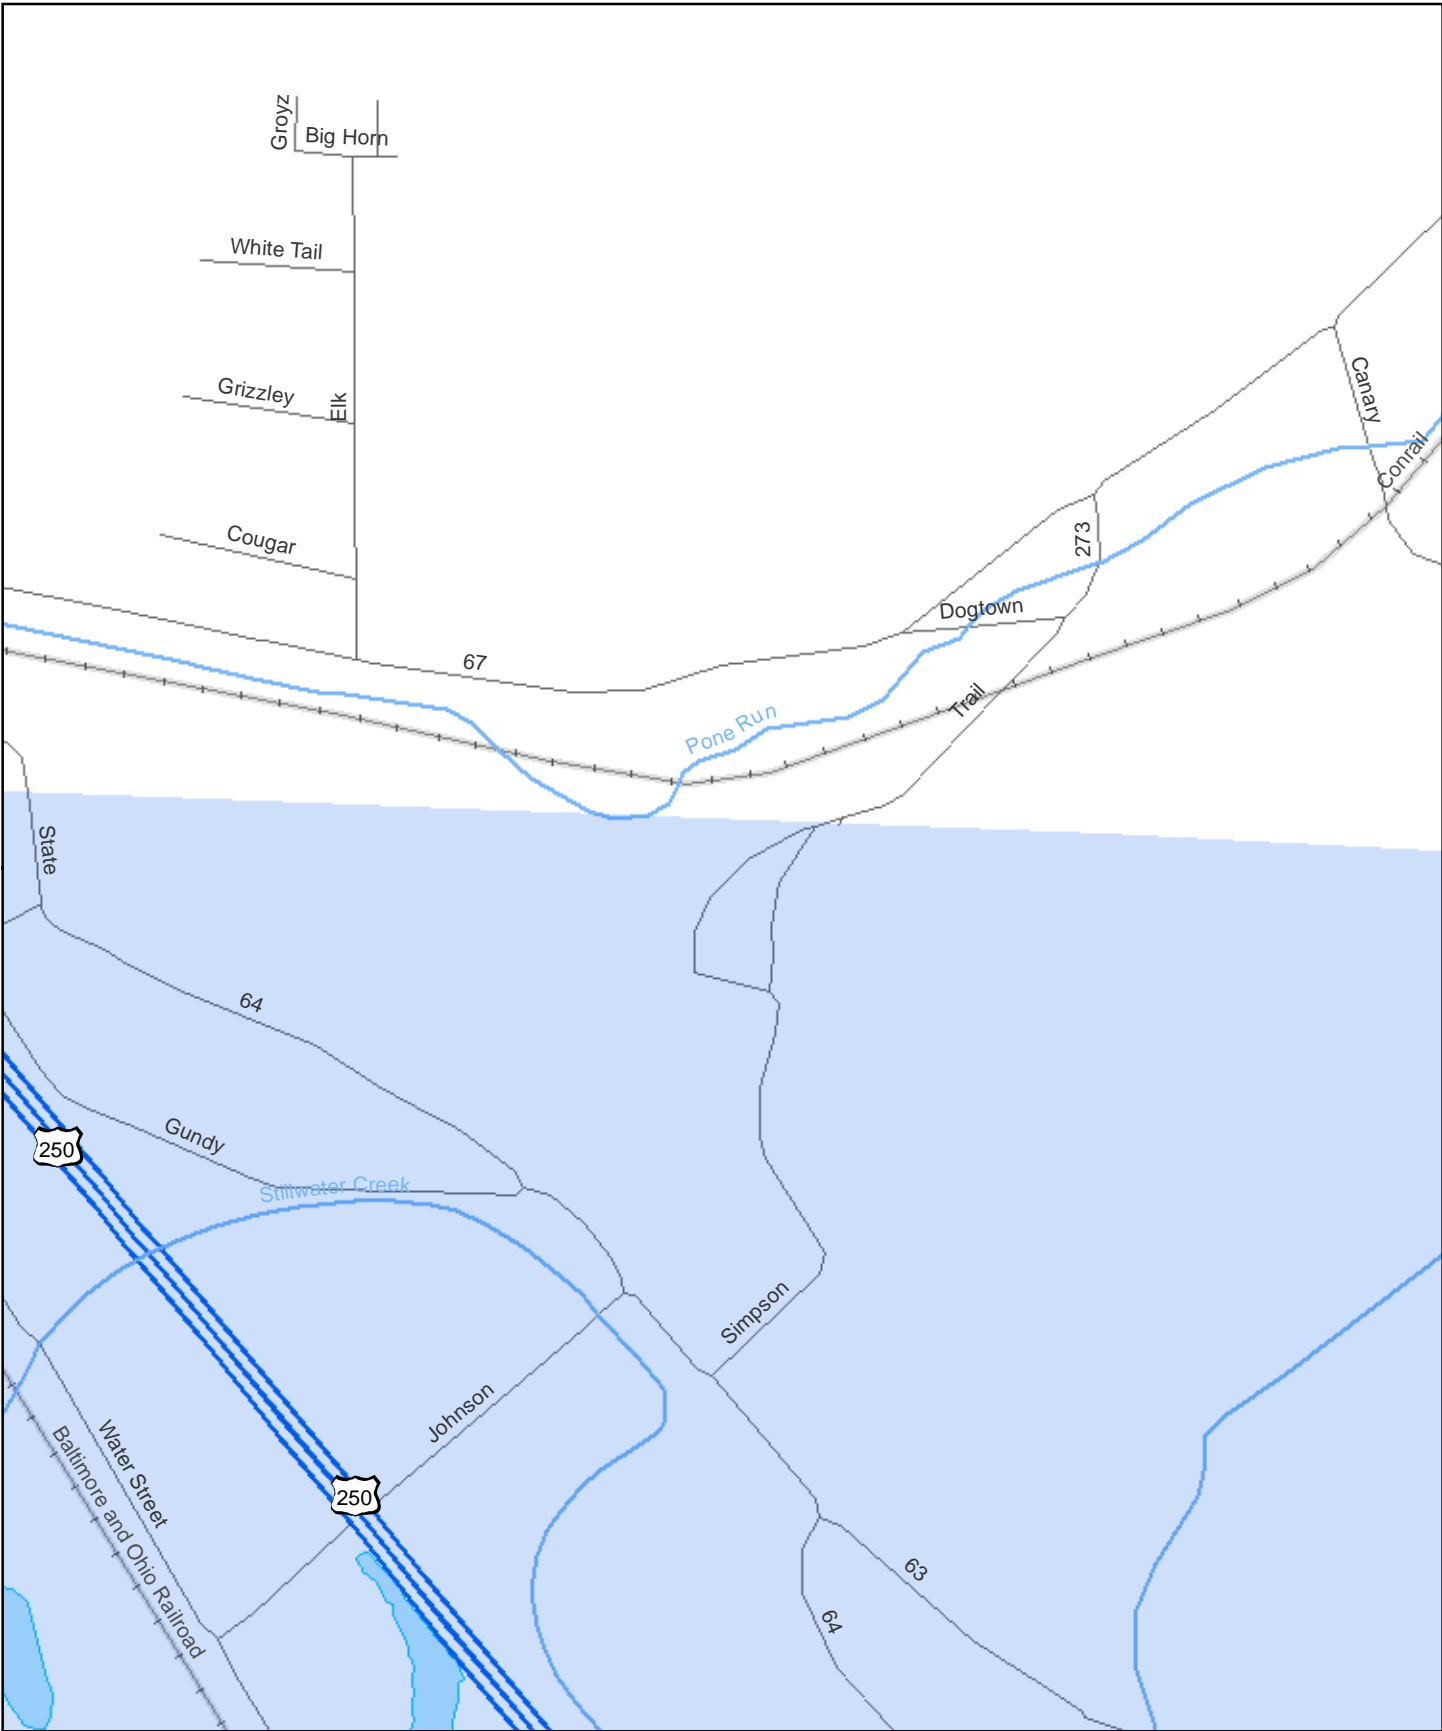 Groyz
Big Horn
White Tail
Grizzley
Elk
Canary
Conrail
Cougar
273
Dogtown
67
Trail
Pone Run
State
64
Gundy
250
Stillwater Creek
Simpson
Johnson
Water Street
Baltimore and Ohio Railroad
250
63
64